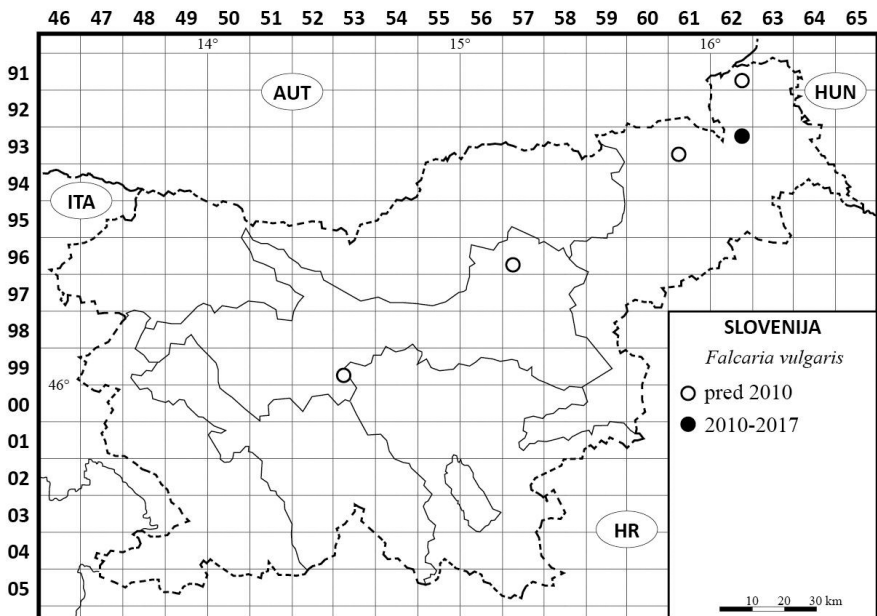 46 47 48 49 50 51 52 53 54 55 56 57 58 59 60 61 62 63 64 65
14° 15° 16°
91
92
93
94
95
96
97
98
99
00
01
02
03
04
05
AUT
HUN
ITA
46°
HR
SLOVENIJA
Falcaria vulgaris
pred 2010
2010-2017
10 20 30 km